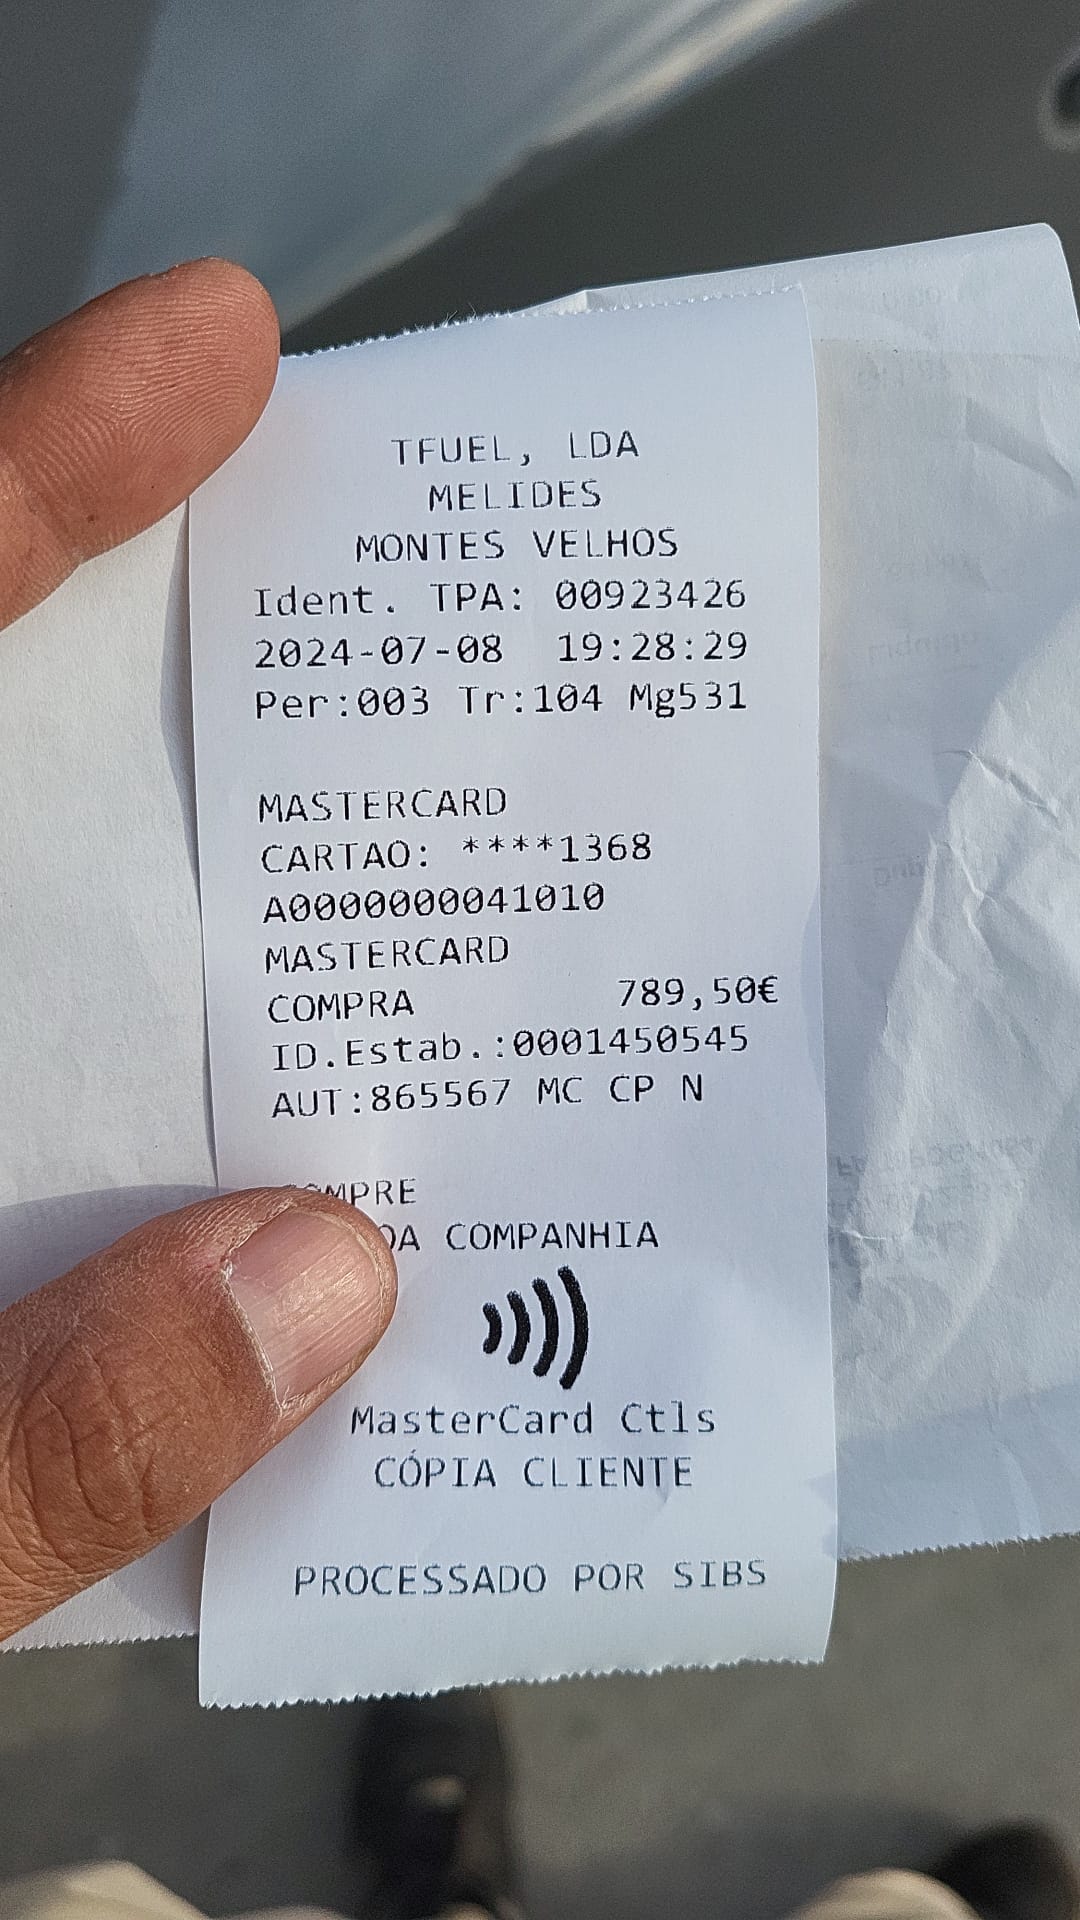 TFUEL, LDA
MELIDES
MONTES VELHOS
Ident. TPA: 00923426
2024-07-08 19:28:29
Per:003 Tr:104 Mg531
MASTERCARD
CARTAO: ****1368
A0000000041010
MASTERCARD
COMPRA 789,50€
ID.Estab.:0001450545
AUT:865567 MC CP N
COMPANHIA
MasterCard Ctls
CÓPIA CLIENTE
PROCESSADO POR SIBS